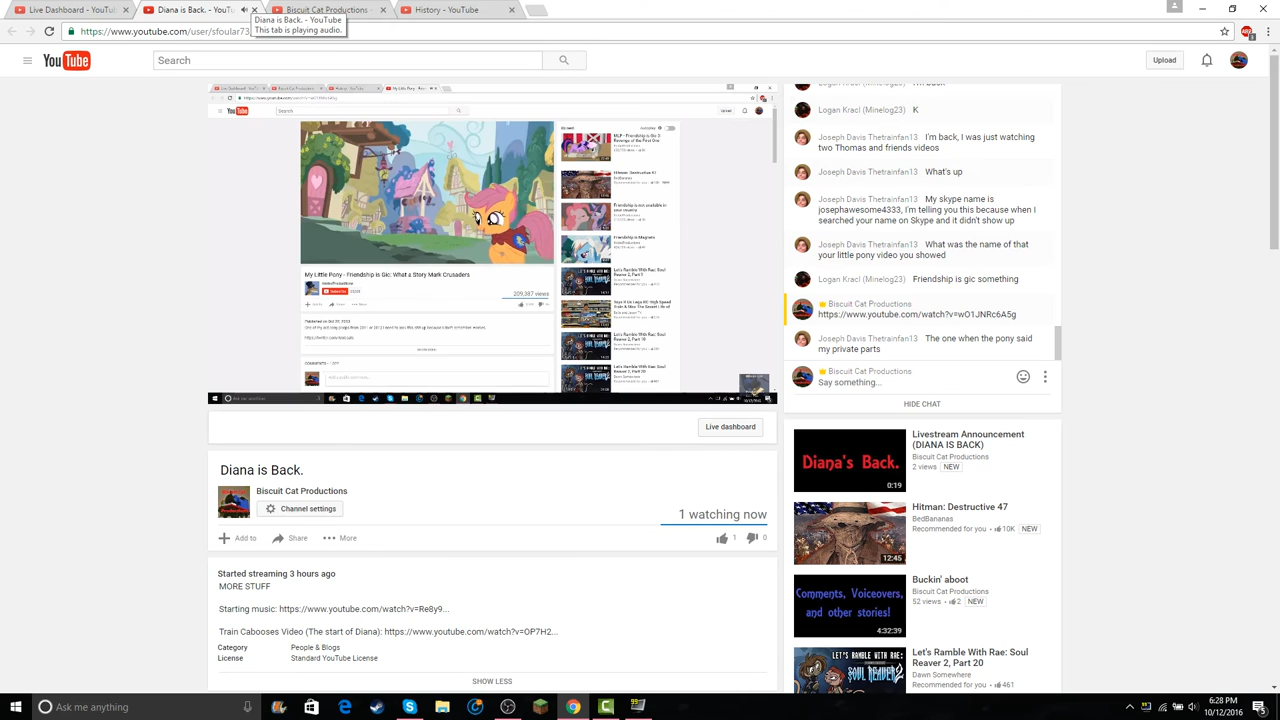 Live Dashboard - YouTub
Diana is Back. - YouT
Biscuit Cat Productions -
History - YouTube
Diana is Back. - YouTube
This tab is playing audio.
https://www.youtube.com/user/sfoular73
YouTube
Search
Upload
Logan Kracl (Minelog23) K
Joseph Davis Thetrainfan13 I'm back, I was just watching
two Thomas and friends videos
Joseph Davis Thetrainfan13 What's up
Joseph Davis Thetrainfan13 My skype name is
josephawesome4333, I'm telling you this because when I
searched your name on Skype and it didn't show up
Joseph Davis Thetrainfan13 What was the name of that
your little pony video you showed
Logan Kracl (Minelog23) Friendship is gic something
Biscuit Cat Productions
https://www.youtube.com/watch?v=wO1JNRc6A5g
Joseph Davis Thetrainfan13 The one when the pony said
my private parts
Biscuit Cat Productions
Say something...
HIDE CHAT
My Little Pony - Friendship is Gic: What a Story Mark Crusaders
209,387 views
Live dashboard
Diana is Back.
Biscuit Cat Productions
Channel settings
1 watching now
Add to
Share
More
1
0
Started streaming 3 hours ago
MORE STUFF
Starting music: https://www.youtube.com/watch?v=Re8y9...
Train Cabooses Video (The start of Diana): https://www.youtube.com/watch?v=OP7H2...
Category People & Blogs
License Standard YouTube License
SHOW LESS
Diana's Back.
0:19
Livestream Announcement
(DIANA IS BACK)
Biscuit Cat Productions
2 views • NEW
12:45
Hitman: Destructive 47
BedBananas
Recommended for you • 10K NEW
Comments, Voiceovers,
and other stories!
4:32:39
Buckin' aboot
Biscuit Cat Productions
52 views • 2 NEW
LET'S RAMBLE WITH RAE:
SOUL
REAVER 2
Let's Ramble With Rae: Soul
Reaver 2, Part 20
Dawn Somewhere
Recommended for you • 461
Ask me anything
6:28 PM
10/12/2016